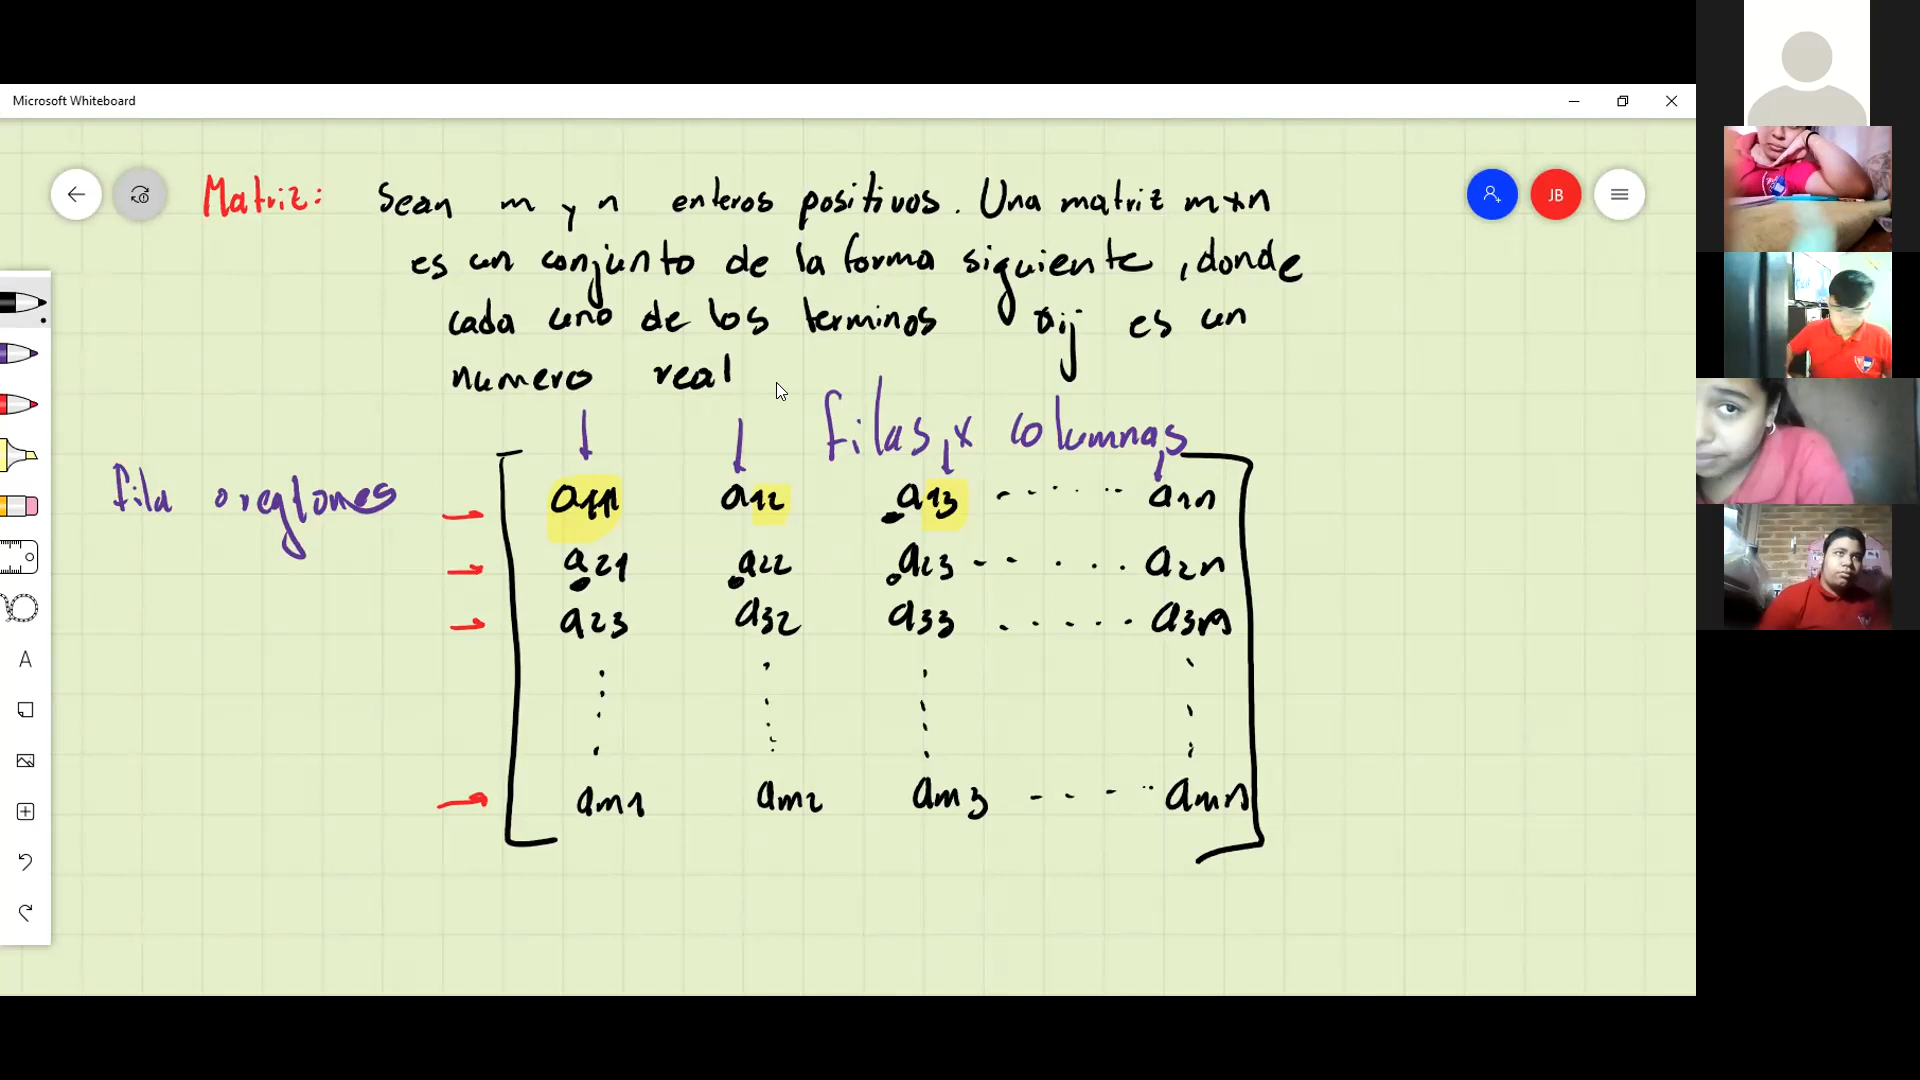 Microsoft Whiteboard
Matriz: Sean m y n enteros positivos. Una matriz mxn
es un conjunto de la forma siguiente, donde
cada uno de los terminos aij es un
numero real
filas x columnas
fila o reglones
a11 a12 a13 ...... a1n
a21 a22 a23 ...... a2n
a23 a32 a33 ...... a3n
am1 am2 am3 ...... amn
JB
A